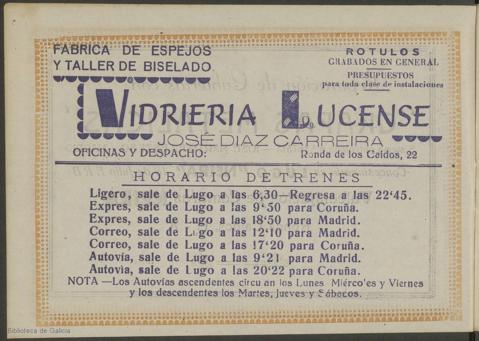 FABRICA DE ESPEJOS
Y TALLER DE BISELADO
ROTULOS
GRABADOS EN GENERAL
PRESUPUESTOS
para toda clase de instalaciones
VIDRIERIA LUCENSE
JOSÉ DIAZ CARREIRA
OFICINAS Y DESPACHO: Ronda de los Caidos, 22
HORARIO DE TRENES
Ligero, sale de Lugo a las 6,30—Regresa a las 22'45.
Expres, sale de Lugo a las 9'50 para Coruña.
Expres, sale de Lugo a las 18'50 para Madrid.
Correo, sale de Lugo a las 12'10 para Madrid.
Correo, sale de Lugo a las 17'20 para Coruña.
Autovía, sale de Lugo a las 9'21 para Madrid.
Autovía, sale de Lugo a las 20'22 para Coruña.
NOTA —Los Autovías ascendentes circu an los Lunes Miérco'es y Viernes
y los descendentes los Martes, Jueves y Sábados.
Biblioteca de Galicia